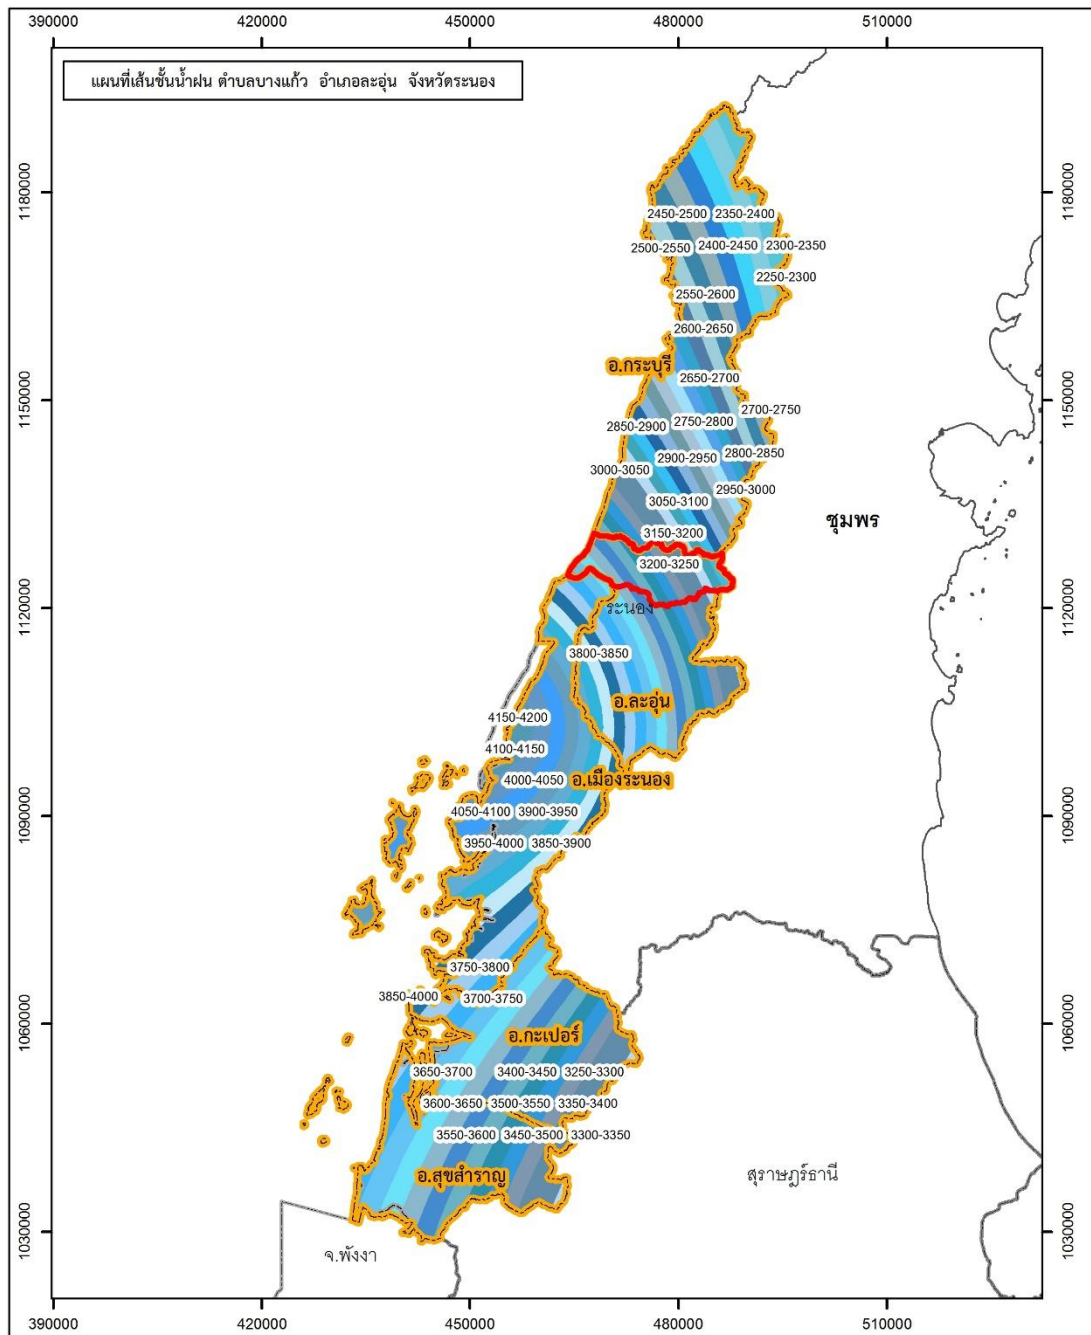 390000 420000 450000 480000 510000
แผนที่เส้นชั้นน้ำฝน ตำบลบางแก้ว อำเภอละอุ่น จังหวัดระนอง
1180000 1180000
2450-2500 2350-2400
2500-2550 2400-2450 2300-2350
2250-2300
2550-2600
2600-2650
อ.กระบุรี
2650-2700
1150000 1150000
2700-2750
2850-2900 2750-2800
2900-2950 2800-2850
3000-3050
2950-3000
3050-3100
ชุมพร
3150-3200
3200-3250
1120000 1120000
ระนอง
3800-3850
อ.ละอุ่น
4150-4200
4100-4150
4000-4050 อ.เมืองระนอง
1090000 1090000
4050-4100 3900-3950
3950-4000 3850-3900
3750-3800
3850-4000 3700-3750
1060000 1060000
อ.กะเปอร์
3650-3700 3400-3450 3250-3300
3600-3650 3500-3550 3350-3400
3550-3600 3450-3500 3300-3350
อ.สุขสำราญ
สุราษฎร์ธานี
1030000 1030000
จ.พังงา
390000 420000 450000 480000 510000